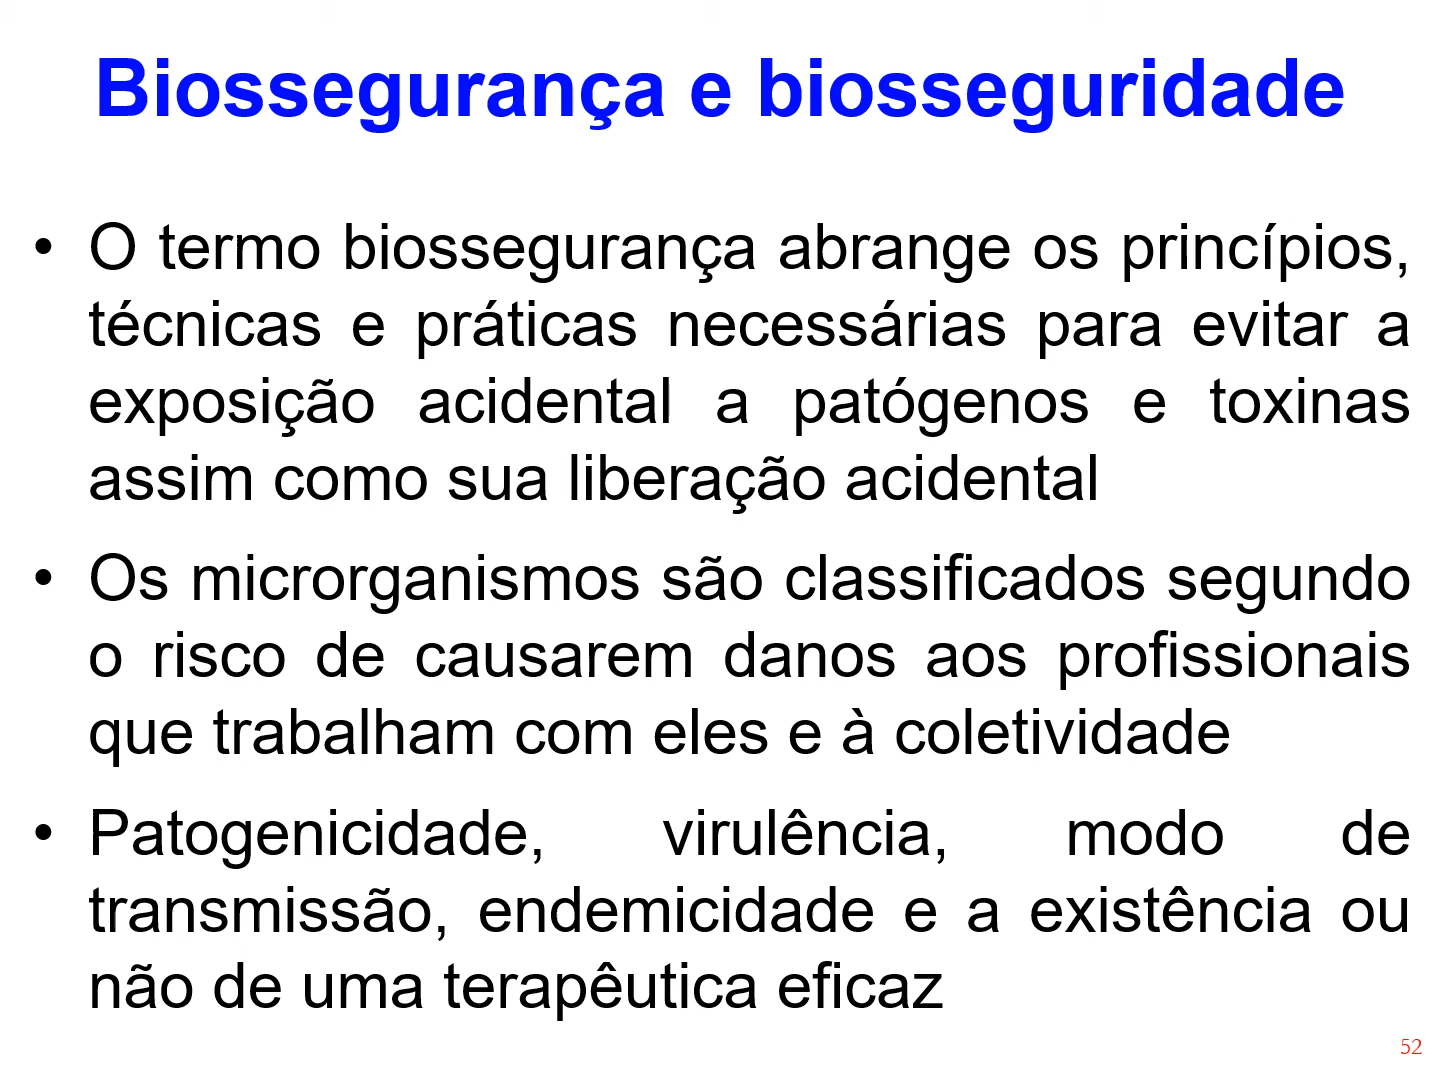 Biossegurança e biosseguridade
• O termo biossegurança abrange os princípios,
técnicas e práticas necessárias para evitar a
exposição acidental a patógenos e toxinas
assim como sua liberação acidental
• Os microrganismos são classificados segundo
o risco de causarem danos aos profissionais
que trabalham com eles e à coletividade
• Patogenicidade, virulência, modo de
transmissão, endemicidade e a existência ou
não de uma terapêutica eficaz
52